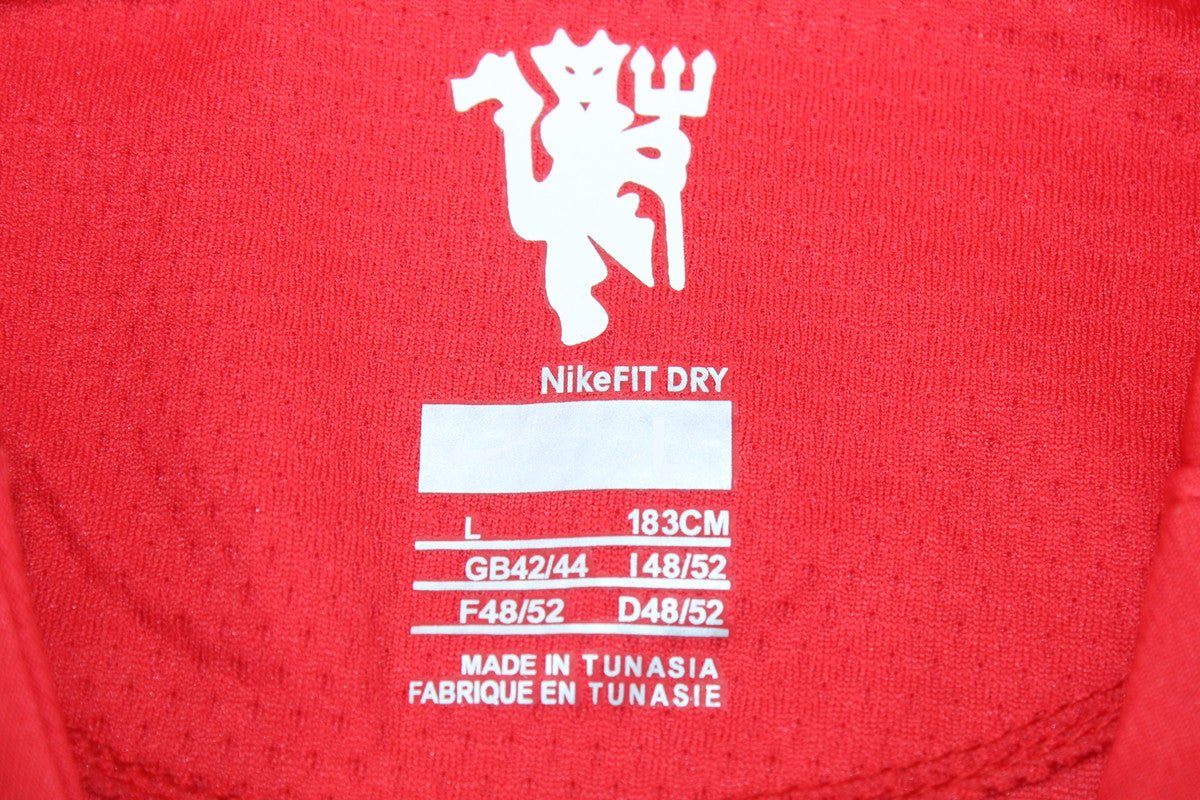 NikeFIT DRY
L 183CM
GB42/44 I48/52
F48/52 D48/52
MADE IN TUNASIA
FABRIQUE EN TUNASIE